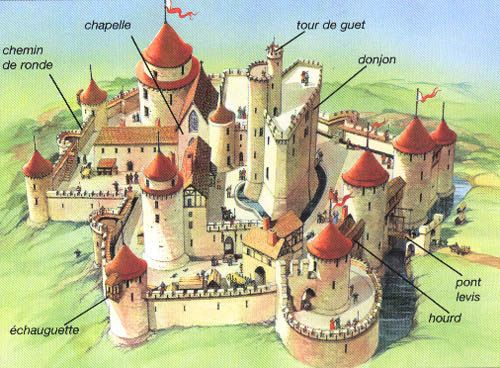 chapelle
tour de guet
chemin
de ronde
donjon
pont
levis
hourd
échauguette